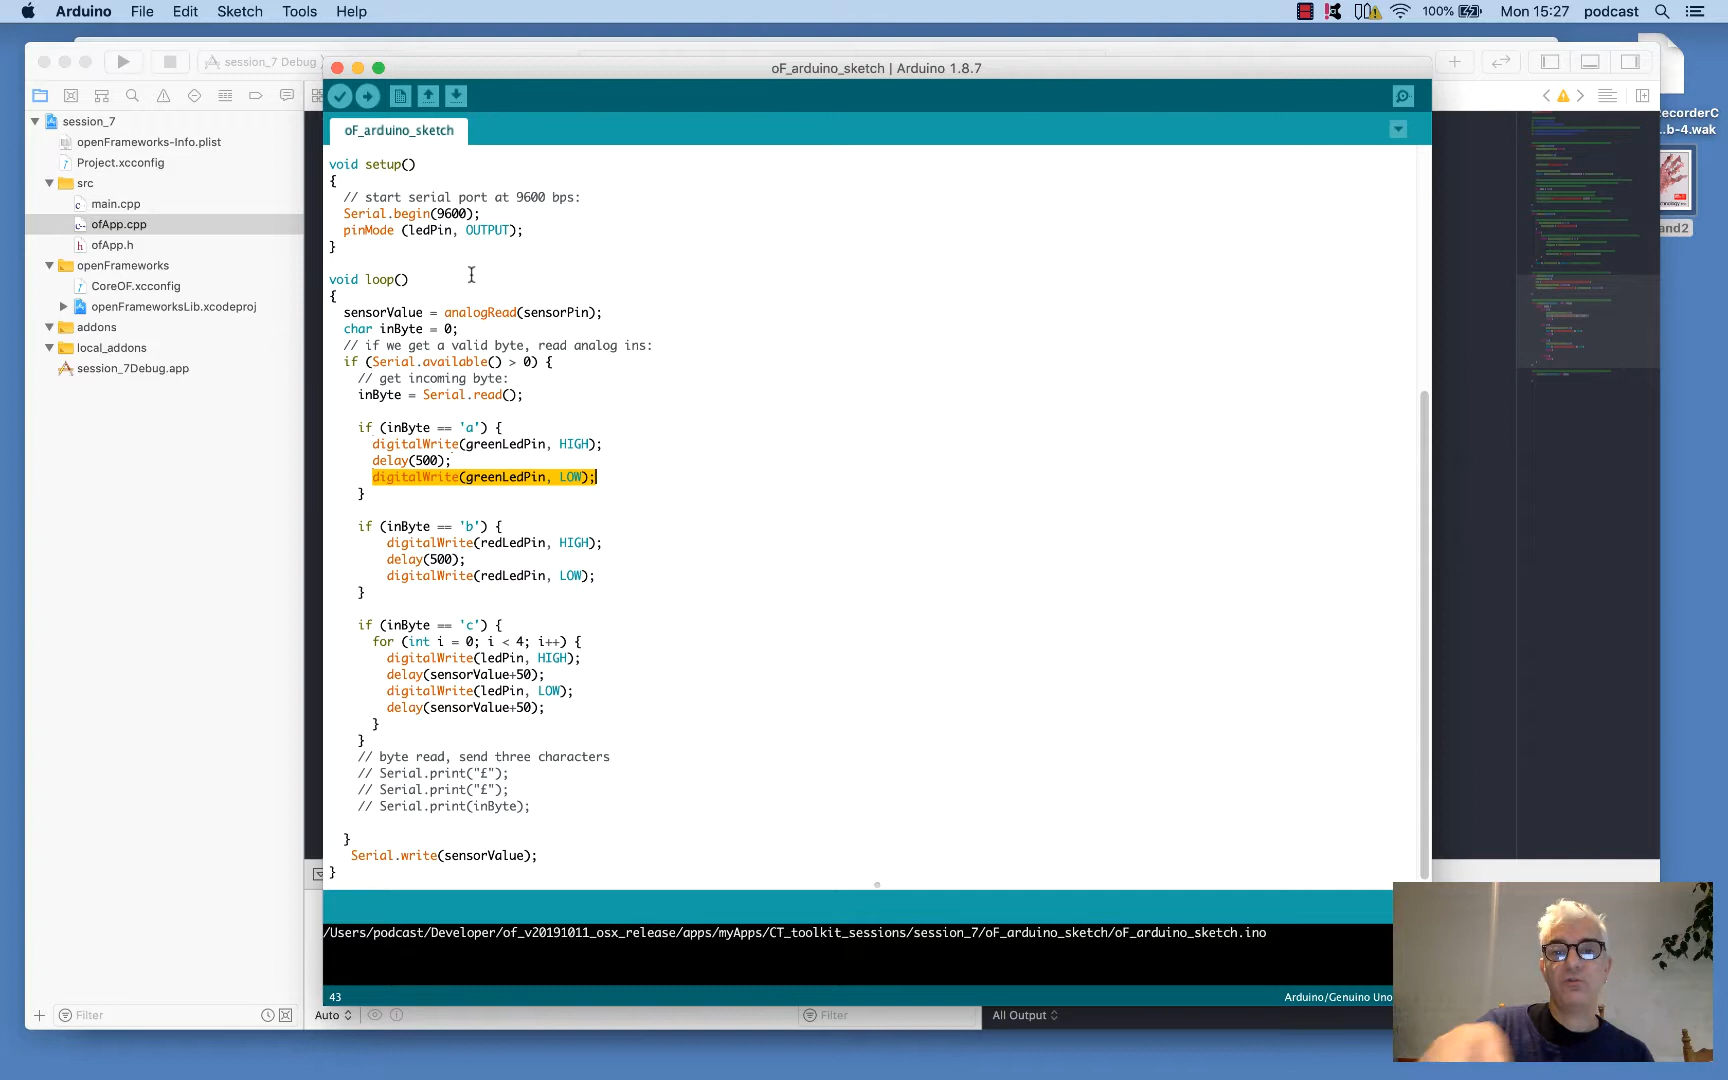 Arduino File Edit Sketch Tools Help 100% Mon 15:27 podcast
session_7 Debug
oF_arduino_sketch | Arduino 1.8.7
oF_arduino_sketch
session_7
openFrameworks-Info.plist
Project.xcconfig
src
main.cpp
ofApp.cpp
ofApp.h
openFrameworks
CoreOF.xcconfig
openFrameworksLib.xcodeproj
addons
local_addons
session_7Debug.app
Filter
void setup()
{
// start serial port at 9600 bps:
Serial.begin(9600);
pinMode (ledPin, OUTPUT);
}
void loop()
{
sensorValue = analogRead(sensorPin);
char inByte = 0;
// if we get a valid byte, read analog ins:
if (Serial.available() > 0) {
// get incoming byte:
inByte = Serial.read();
if (inByte == 'a') {
digitalWrite(greenLedPin, HIGH);
delay(500);
digitalWrite(greenLedPin, LOW);
}
if (inByte == 'b') {
digitalWrite(redLedPin, HIGH);
delay(500);
digitalWrite(redLedPin, LOW);
}
if (inByte == 'c') {
for (int i = 0; i < 4; i++) {
digitalWrite(ledPin, HIGH);
delay(sensorValue+50);
digitalWrite(ledPin, LOW);
delay(sensorValue+50);
}
}
// byte read, send three characters
// Serial.print("£");
// Serial.print("£");
// Serial.print(inByte);
}
Serial.write(sensorValue);
}
/Users/podcast/Developer/of_v20191011_osx_release/apps/myApps/CT_toolkit_sessions/session_7/oF_arduino_sketch/oF_arduino_sketch.ino
43
Arduino/Genuino Uno
Auto
Filter
All Output
ecorderC
..b-4.wak
and2